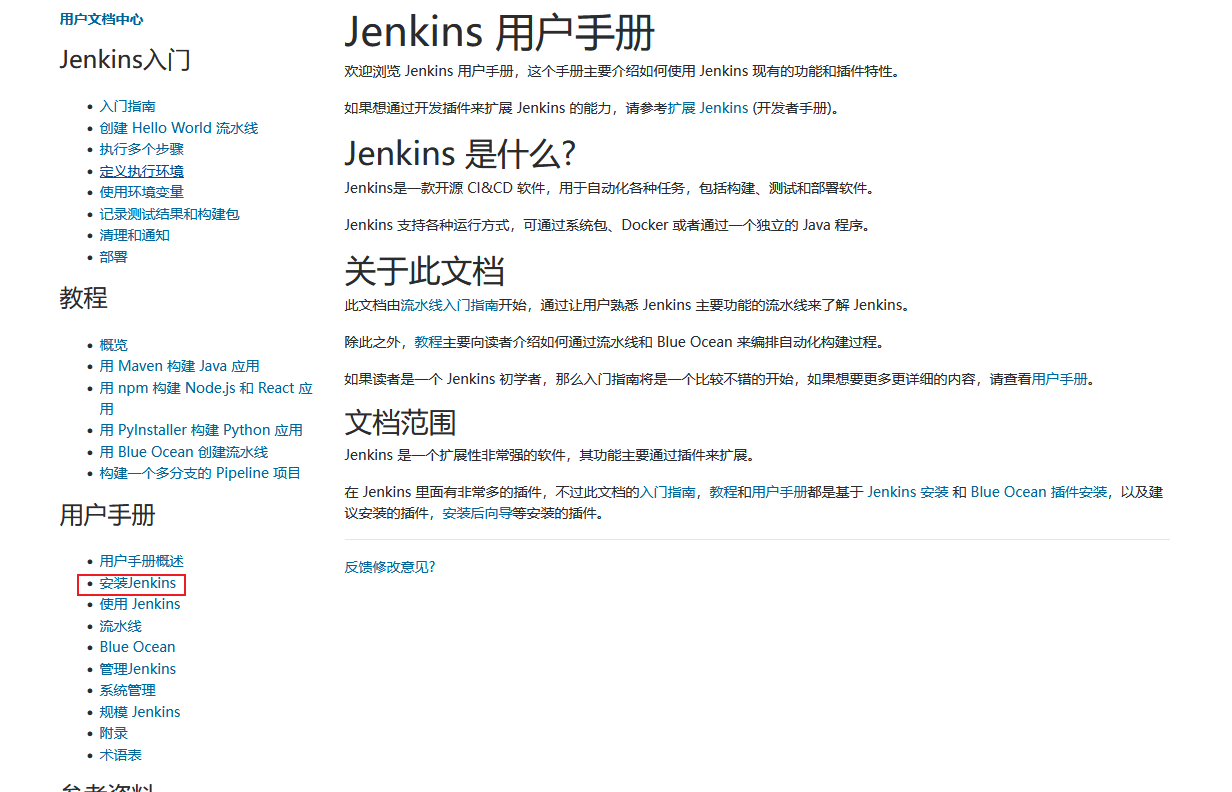 用户文档中心
Jenkins入门
入门指南
创建 Hello World 流水线
执行多个步骤
定义执行环境
使用环境变量
记录测试结果和构建包
清理和通知
部署
教程
概览
用 Maven 构建 Java 应用
用 npm 构建 Node.js 和 React 应
用
用 PyInstaller 构建 Python 应用
用 Blue Ocean 创建流水线
构建一个多分支的 Pipeline 项目
用户手册
用户手册概述
安装Jenkins
使用 Jenkins
流水线
Blue Ocean
管理Jenkins
系统管理
规模 Jenkins
附录
术语表
参考资料
Jenkins 用户手册
欢迎浏览 Jenkins 用户手册，这个手册主要介绍如何使用 Jenkins 现有的功能和插件特性。
如果想通过开发插件来扩展 Jenkins 的能力，请参考扩展 Jenkins (开发者手册)。
Jenkins 是什么?
Jenkins是一款开源 CI&CD 软件，用于自动化各种任务，包括构建、测试和部署软件。
Jenkins 支持各种运行方式，可通过系统包、Docker 或者通过一个独立的 Java 程序。
关于此文档
此文档由流水线入门指南开始，通过让用户熟悉 Jenkins 主要功能的流水线来了解 Jenkins。
除此之外，教程主要向读者介绍如何通过流水线和 Blue Ocean 来编排自动化构建过程。
如果读者是一个 Jenkins 初学者，那么入门指南将是一个比较不错的开始，如果想要更多更详细的内容，请查看用户手册。
文档范围
Jenkins 是一个扩展性非常强的软件，其功能主要通过插件来扩展。
在 Jenkins 里面有非常多的插件，不过此文档的入门指南，教程和用户手册都是基于 Jenkins 安装 和 Blue Ocean 插件安装，以及建
议安装的插件，安装后向导等安装的插件。
反馈修改意见?